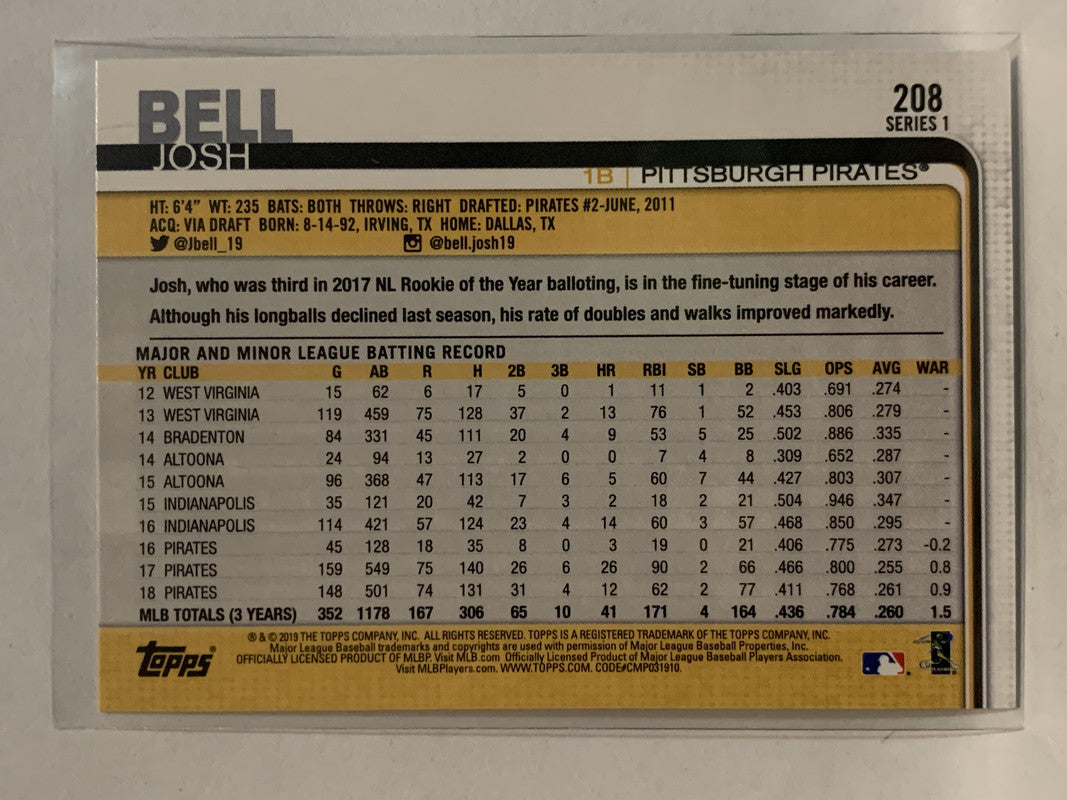 BELL
JOSH
208
SERIES 1
1B | PITTSBURGH PIRATES®
HT: 6'4" WT: 235 BATS: BOTH THROWS: RIGHT DRAFTED: PIRATES #2-JUNE, 2011
ACQ: VIA DRAFT BORN: 8-14-92, IRVING, TX HOME: DALLAS, TX
@Jbell_19 @bell.josh19
Josh, who was third in 2017 NL Rookie of the Year balloting, is in the fine-tuning stage of his career.
Although his longballs declined last season, his rate of doubles and walks improved markedly.
MAJOR AND MINOR LEAGUE BATTING RECORD
YR CLUB G AB R H 2B 3B HR RBI SB BB SLG OPS AVG WAR
12 WEST VIRGINIA 15 62 6 17 5 0 1 11 1 2 .403 .691 .274 -
13 WEST VIRGINIA 119 459 75 128 37 2 13 76 1 52 .453 .806 .279 -
14 BRADENTON 84 331 45 111 20 4 9 53 5 25 .502 .886 .335 -
14 ALTOONA 24 94 13 27 2 0 0 7 4 8 .309 .652 .287 -
15 ALTOONA 96 368 47 113 17 6 5 60 7 44 .427 .803 .307 -
15 INDIANAPOLIS 35 121 20 42 7 3 2 18 2 21 .504 .946 .347 -
16 INDIANAPOLIS 114 421 57 124 23 4 14 60 3 57 .468 .850 .295 -
16 PIRATES 45 128 18 35 8 0 3 19 0 21 .406 .775 .273 -0.2
17 PIRATES 159 549 75 140 26 6 26 90 2 66 .466 .800 .255 0.8
18 PIRATES 148 501 74 131 31 4 12 62 2 77 .411 .768 .261 0.9
MLB TOTALS (3 YEARS) 352 1178 167 306 65 10 41 171 4 164 .436 .784 .260 1.5
Topps®
® & © 2019 THE TOPPS COMPANY, INC. ALL RIGHTS RESERVED. TOPPS IS A REGISTERED TRADEMARK OF THE TOPPS COMPANY, INC.
Major League Baseball trademarks and copyrights are used with permission of Major League Baseball Properties, Inc.
OFFICIALLY LICENSED PRODUCT OF MLBP. Visit MLB.com Officially Licensed Product of Major League Baseball Players Association.
Visit MLBPlayers.com. WWW.TOPPS.COM. CODE#CMP031910.